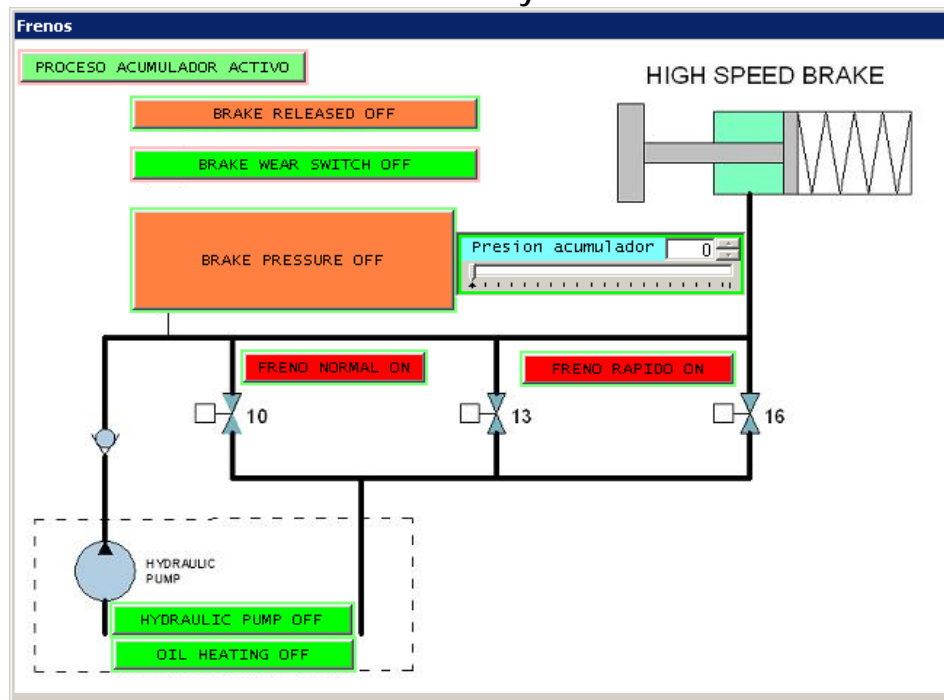 Frenos
PROCESO ACUMULADOR ACTIVO
HIGH SPEED BRAKE
BRAKE RELEASED OFF
BRAKE WEAR SWITCH OFF
BRAKE PRESSURE OFF
Presion acumulador 0
FRENO NORMAL ON
FRENO RAPIDO ON
10
13
16
HYDRAULIC
PUMP
HYDRAULIC PUMP OFF
OIL HEATING OFF